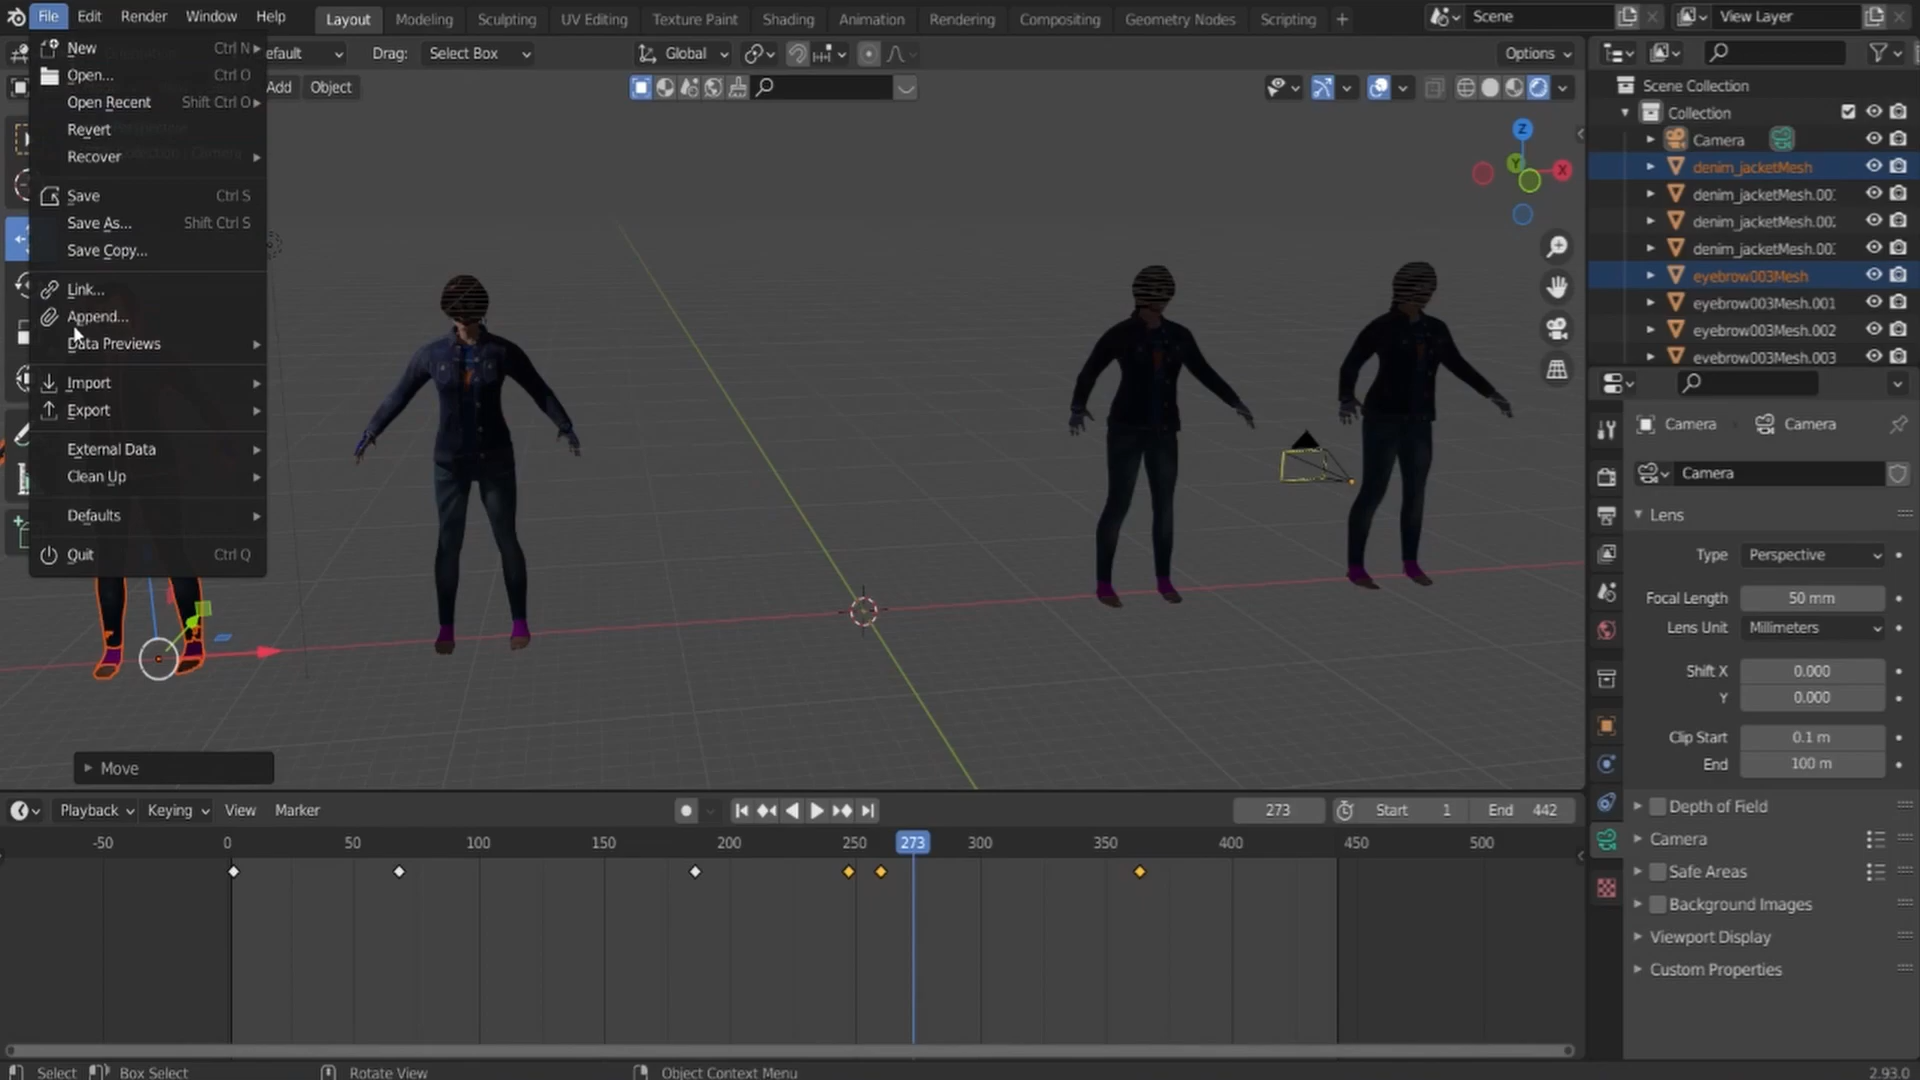 File Edit Render Window Help Layout Modeling Sculpting UV Editing Texture Paint Shading Animation Rendering Compositing Geometry Nodes Scripting + Scene View Layer
efault Drag: Select Box Global Options
Add Object
New Ctrl N
Open... Ctrl O
Open Recent Shift Ctrl O
Revert
Recover
Save Ctrl S
Save As... Shift Ctrl S
Save Copy...
Link...
Append...
Data Previews
Import
Export
External Data
Clean Up
Defaults
Quit Ctrl Q
Z
Y
X
Scene Collection
Collection
Camera
denim_jacketMesh
denim_jacketMesh.00
denim_jacketMesh.00
denim_jacketMesh.00
eyebrow003Mesh
eyebrow003Mesh.001
eyebrow003Mesh.002
eyebrow003Mesh.003
Camera Camera
Camera
Lens
Type Perspective
Focal Length 50 mm
Lens Unit Millimeters
Shift X 0.000
Y 0.000
Clip Start 0.1 m
End 100 m
Depth of Field
Camera
Safe Areas
Background Images
Viewport Display
Custom Properties
Move
Playback Keying View Marker 273 Start 1 End 442
-50 0 50 100 150 200 250 273 300 350 400 450 500
Select Box Select Rotate View Object Context Menu 2.93.0